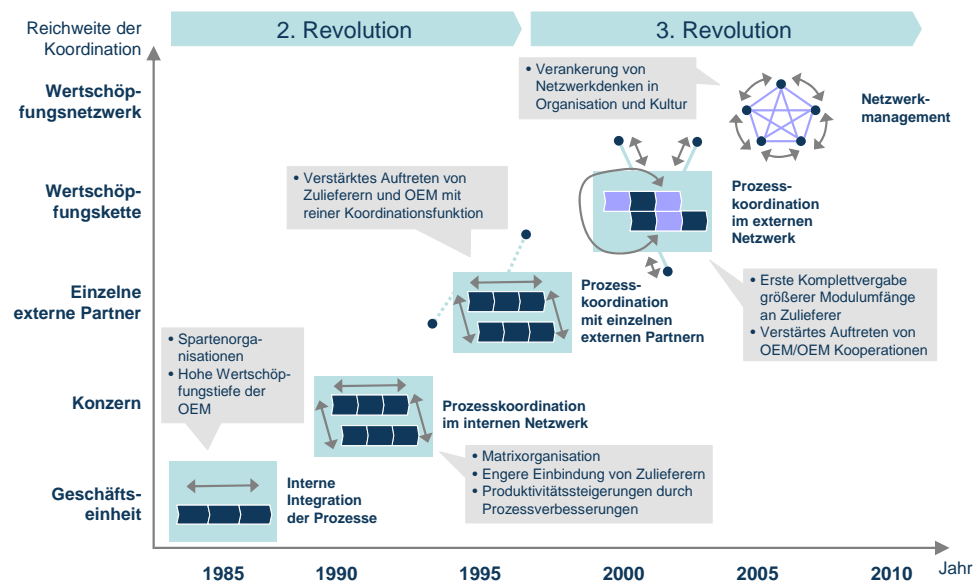 2. Revolution
3. Revolution
Reichweite der
Koordination
Wertschöp-
fungsnetzwerk
• Verankerung von
Netzwerkdenken in
Organisation und Kultur
Netzwerk-
management
Wertschöp-
fungskette
• Verstärktes Auftreten von
Zulieferern und OEM mit
reiner Koordinationsfunktion
Prozess-
koordination
im externen
Netzwerk
Einzelne
externe Partner
Prozess-
koordination
mit einzelnen
externen Partnern
• Erste Komplettvergabe
größerer Modulumfänge
an Zulieferer
• Verstärtes Auftreten von
OEM/OEM Kooperationen
• Spartenorga-
nisationen
• Hohe Wertschöp-
fungstiefe der
OEM
Konzern
Prozesskoordination
im internen Netzwerk
• Matrixorganisation
• Engere Einbindung von Zulieferern
• Produktivitätssteigerungen durch
Prozessverbesserungen
Geschäfts-
einheit
Interne
Integration
der Prozesse
1985
1990
1995
2000
2005
2010
Jahr